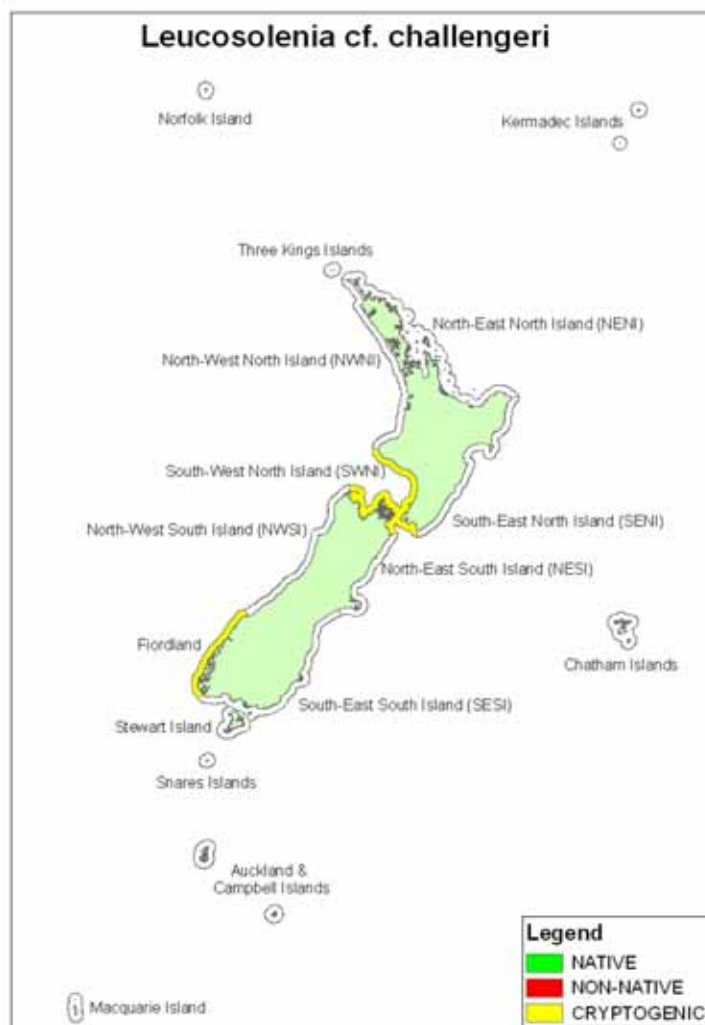 Leucosolenia cf. challengeri
Norfolk Island
Kermadec Islands
Three Kings Islands
North-East North Island (NENI)
North-West North Island (NWNI)
South-West North Island (SWNI)
North-West South Island (NWSI)
South-East North Island (SENI)
North-East South Island (NESI)
Fiordland
Chatham Islands
South-East South Island (SESI)
Stewart Island
Snares Islands
Auckland &
Campbell Islands
Macquarie Island
Legend
NATIVE
NON-NATIVE
CRYPTOGENIC